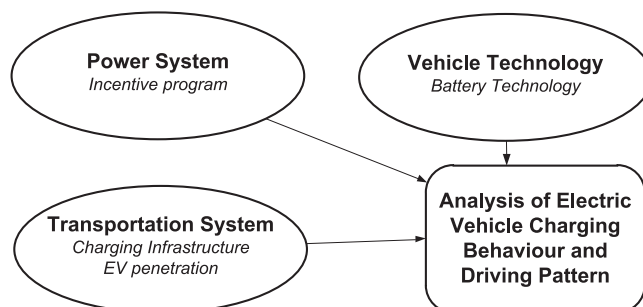 Power System
Incentive program
Vehicle Technology
Battery Technology
Transportation System
Charging Infrastructure
EV penetration
Analysis of Electric
Vehicle Charging
Behaviour and
Driving Pattern